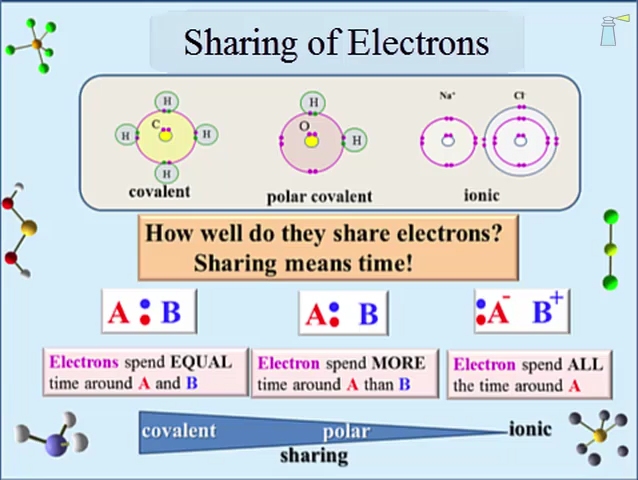 Sharing of Electrons
H
C
H
H
H
covalent
H
O
H
polar covalent
Na⁺
Cl⁻
ionic
How well do they share electrons?
Sharing means time!
A : B
A : B
:A⁻ B⁺
Electrons spend EQUAL
time around A and B
Electron spend MORE
time around A than B
Electron spend ALL
the time around A
covalent
polar
ionic
sharing